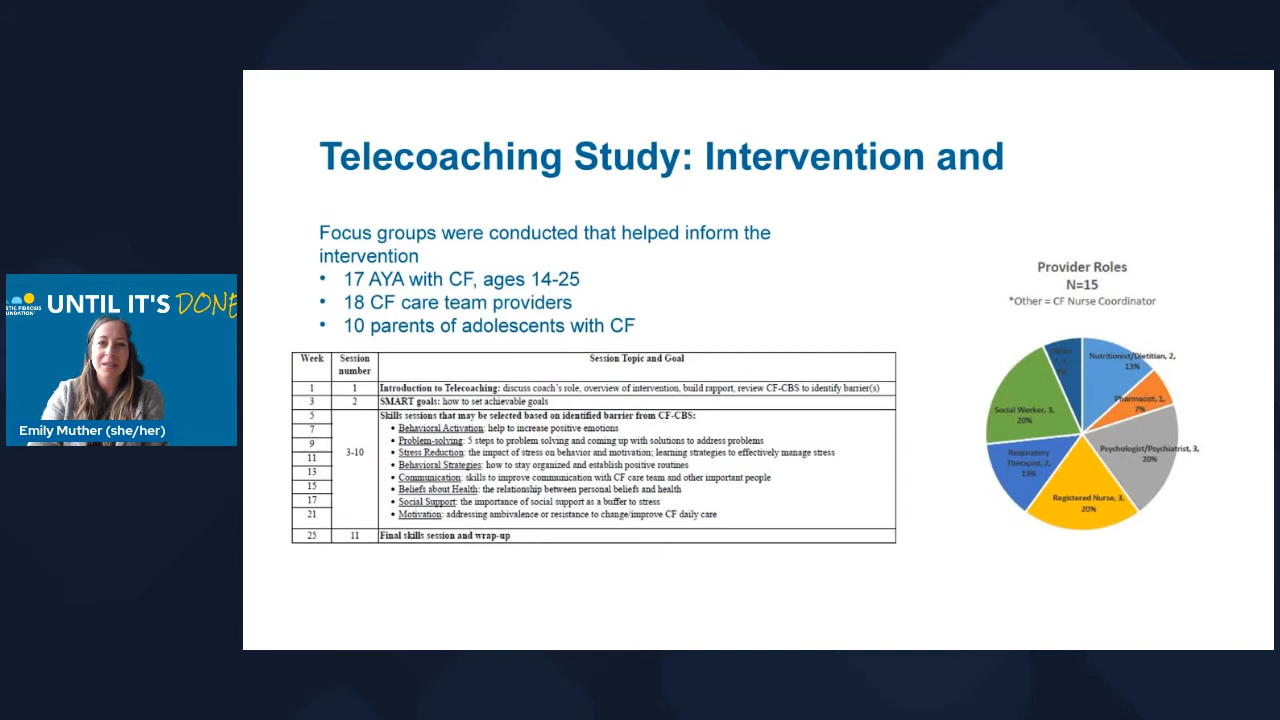 Telecoaching Study: Intervention and
Focus groups were conducted that helped inform the
intervention
• 17 AYA with CF, ages 14-25
• 18 CF care team providers
• 10 parents of adolescents with CF
Week Session number Session Topic and Goal
1 1 Introduction to Telecoaching: discuss coach's role, overview of intervention, build rapport, review CF-CBS to identify barrier(s)
3 2 SMART goals: how to set achievable goals
5 Skills sessions that may be selected based on identified barrier from CF-CBS:
7 • Behavioral Activation: help to increase positive emotions
9 • Problem-solving: 5 steps to problem solving and coming up with solutions to address problems
3-10 • Stress Reduction: the impact of stress on behavior and motivation; learning strategies to effectively manage stress
11 • Behavioral Strategies: how to stay organized and establish positive routines
13 • Communication: skills to improve communication with CF care team and other important people
15 • Beliefs about Health: the relationship between personal beliefs and health
17 • Social Support: the importance of social support as a buffer to stress
21 • Motivation: addressing ambivalence or resistance to change/improve CF daily care
25 11 Final skills session and wrap-up
Provider Roles
N=15
*Other = CF Nurse Coordinator
Nutritionist/Dietitian, 2,
13%
Pharmacist, 1,
7%
Psychologist/Psychiatrist, 3,
20%
Registered Nurse, 3,
20%
Respiratory
Therapist, 2,
13%
Social Worker, 3,
20%
UNTIL IT'S DONE
Emily Muther (she/her)